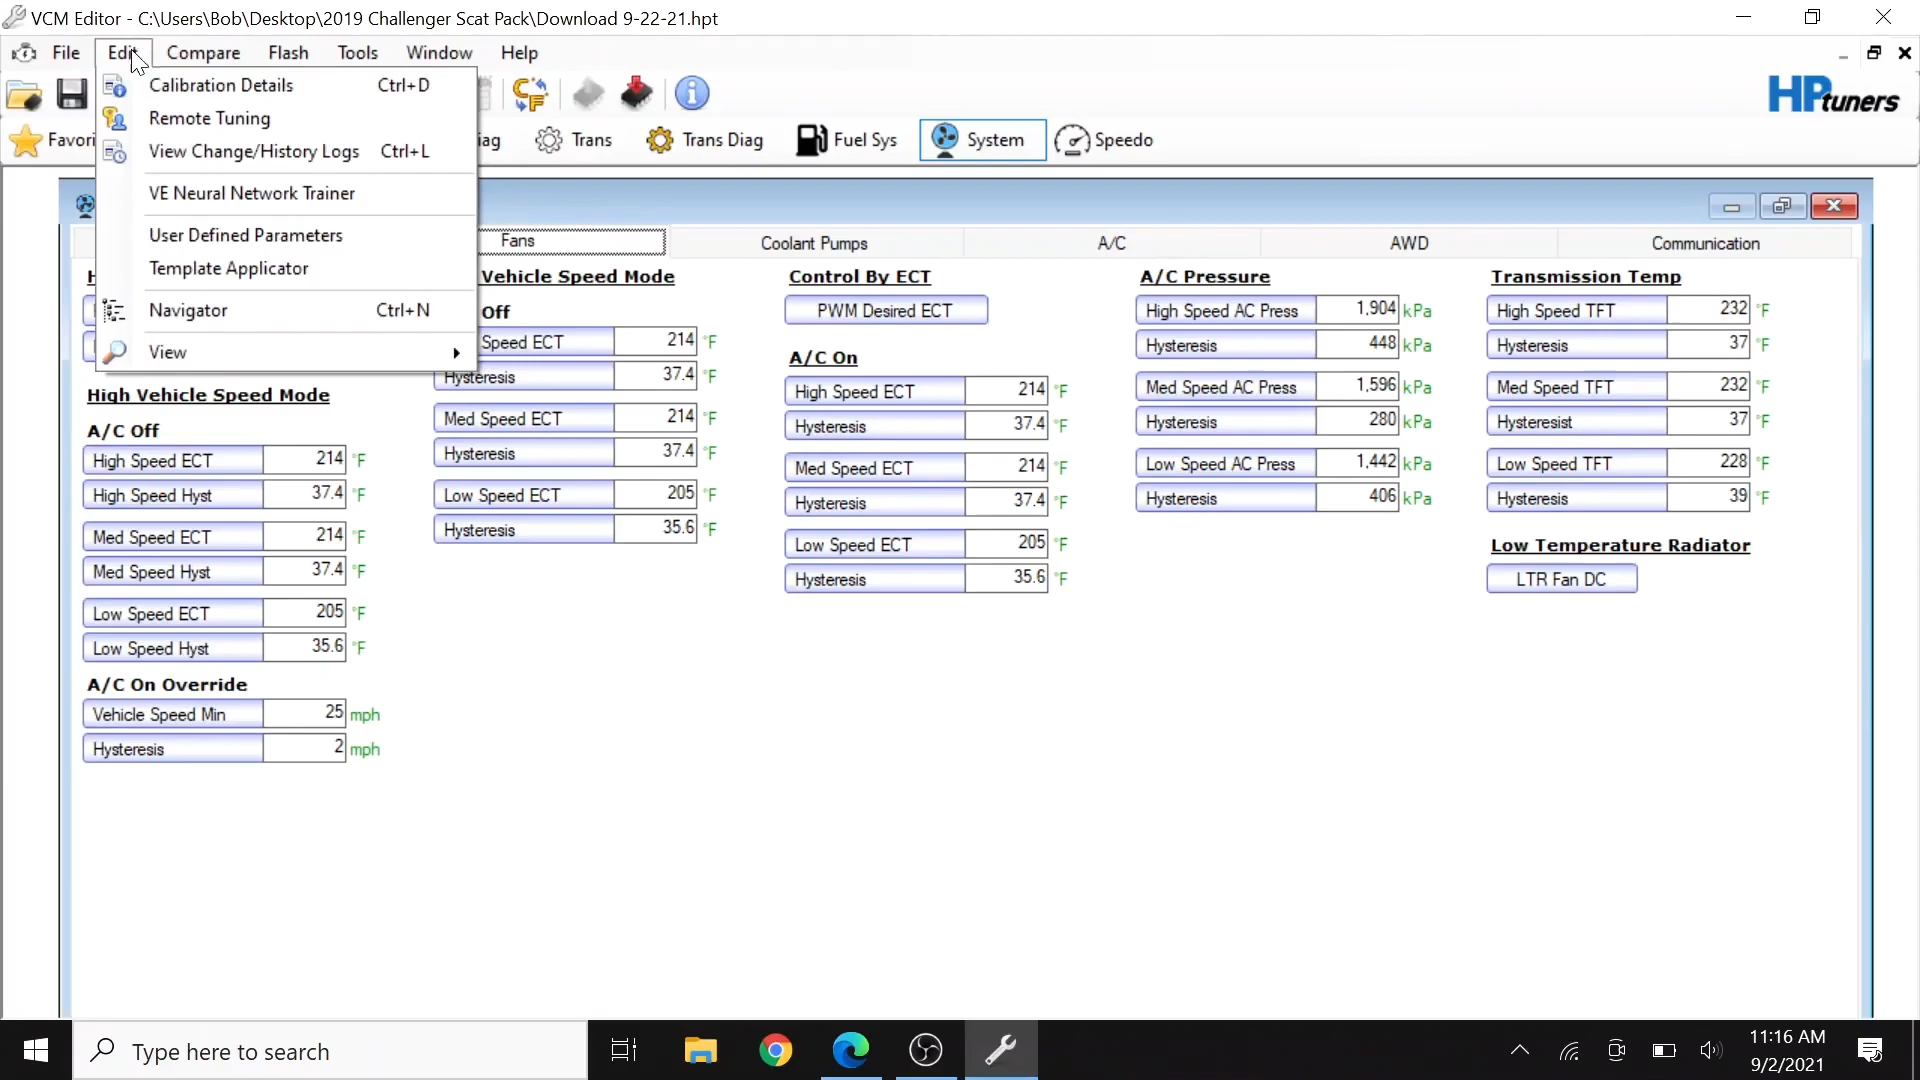 VCM Editor - C:\Users\Bob\Desktop\2019 Challenger Scat Pack\Download 9-22-21.hpt
File Edit Compare Flash Tools Window Help
Calibration Details Ctrl+D
Remote Tuning
View Change/History Logs Ctrl+L
VE Neural Network Trainer
User Defined Parameters
Template Applicator
Navigator Ctrl+N
View
HPtuners
Favori ag Trans Trans Diag Fuel Sys System Speedo
Fans Coolant Pumps A/C AWD Communication
High Vehicle Speed Mode
A/C Off
High Speed ECT 214 °F
High Speed Hyst 37.4 °F
Med Speed ECT 214 °F
Med Speed Hyst 37.4 °F
Low Speed ECT 205 °F
Low Speed Hyst 35.6 °F
A/C On Override
Vehicle Speed Min 25 mph
Hysteresis 2 mph
Vehicle Speed Mode
Off
Speed ECT 214 °F
Hysteresis 37.4 °F
Med Speed ECT 214 °F
Hysteresis 37.4 °F
Low Speed ECT 205 °F
Hysteresis 35.6 °F
Control By ECT
PWM Desired ECT
A/C On
High Speed ECT 214 °F
Hysteresis 37.4 °F
Med Speed ECT 214 °F
Hysteresis 37.4 °F
Low Speed ECT 205 °F
Hysteresis 35.6 °F
A/C Pressure
High Speed AC Press 1,904 kPa
Hysteresis 448 kPa
Med Speed AC Press 1,596 kPa
Hysteresis 280 kPa
Low Speed AC Press 1,442 kPa
Hysteresis 406 kPa
Transmission Temp
High Speed TFT 232 °F
Hysteresis 37 °F
Med Speed TFT 232 °F
Hysteresist 37 °F
Low Speed TFT 228 °F
Hysteresis 39 °F
Low Temperature Radiator
LTR Fan DC
Type here to search
11:16 AM
9/2/2021